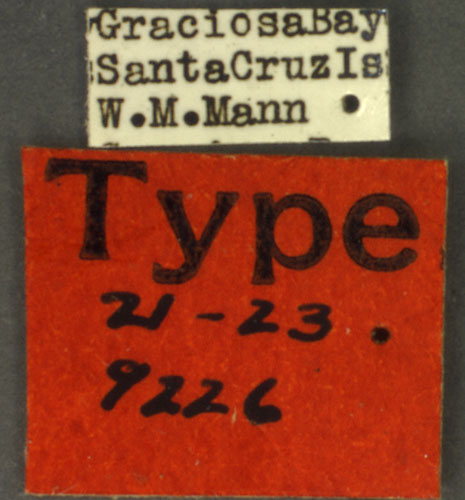 GraciosaBay
SantaCruzIs
W.M.Mann
Type
21-23
9226